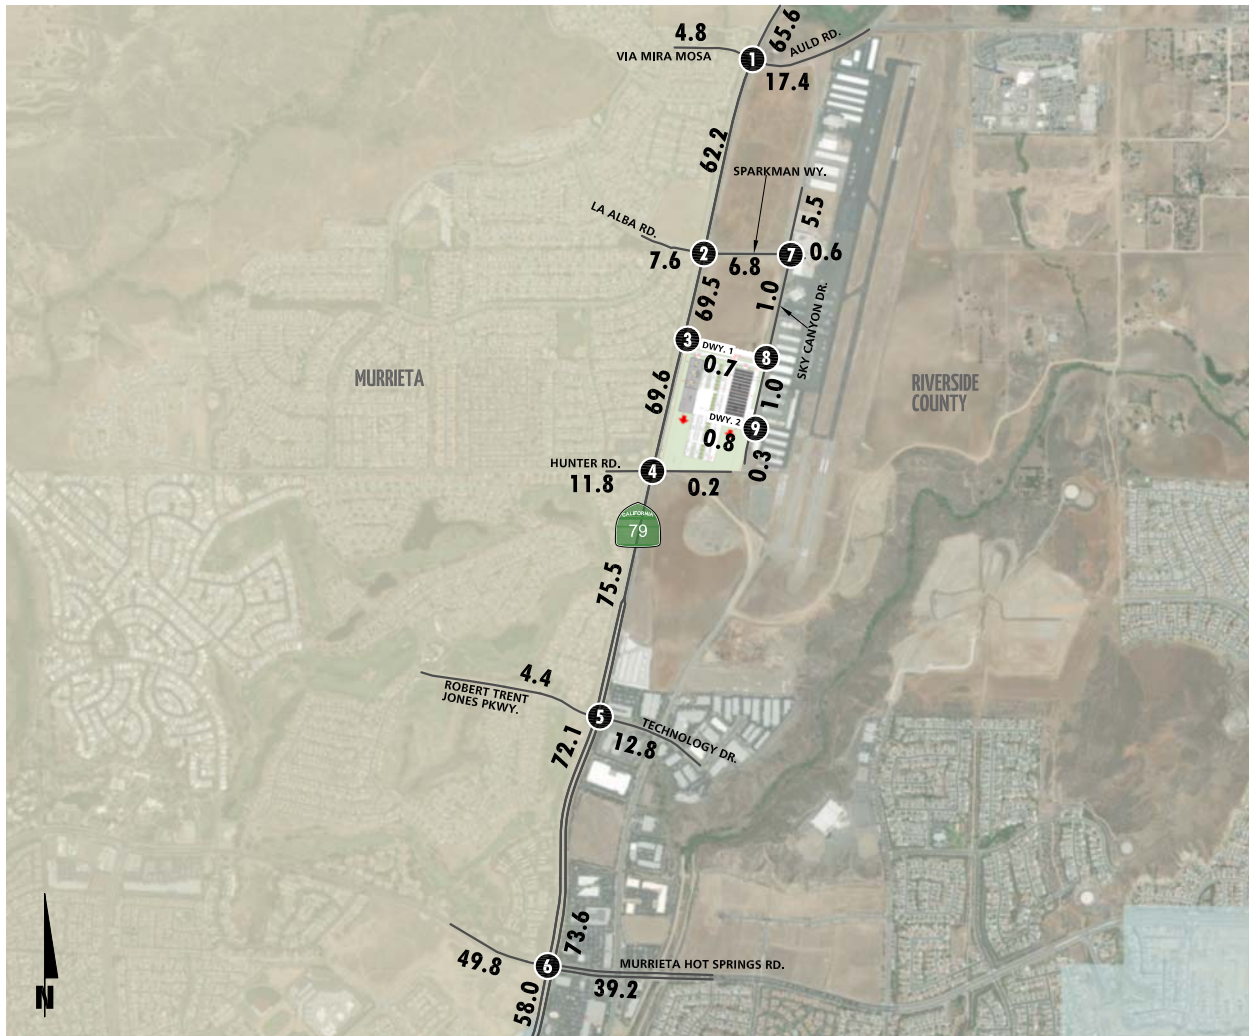 65.6
4.8
VIA MIRA MOSA
AULD RD.
1
17.4
62.2
SPARKMAN WY.
LA ALBA RD.
5.5
7.6
2
6.8
7
0.6
69.5
1.0
SKY CANYON DR.
3
DWY. 1
0.7
8
MURRIETA
69.6
1.0
RIVERSIDE
COUNTY
DWY. 2
0.8
9
0.3
HUNTER RD.
11.8
4
0.2
CALIFORNIA
79
75.5
4.4
ROBERT TRENT
JONES PKWY.
5
TECHNOLOGY DR.
72.1
12.8
73.6
49.8
6
MURRIETA HOT SPRINGS RD.
39.2
58.0
N